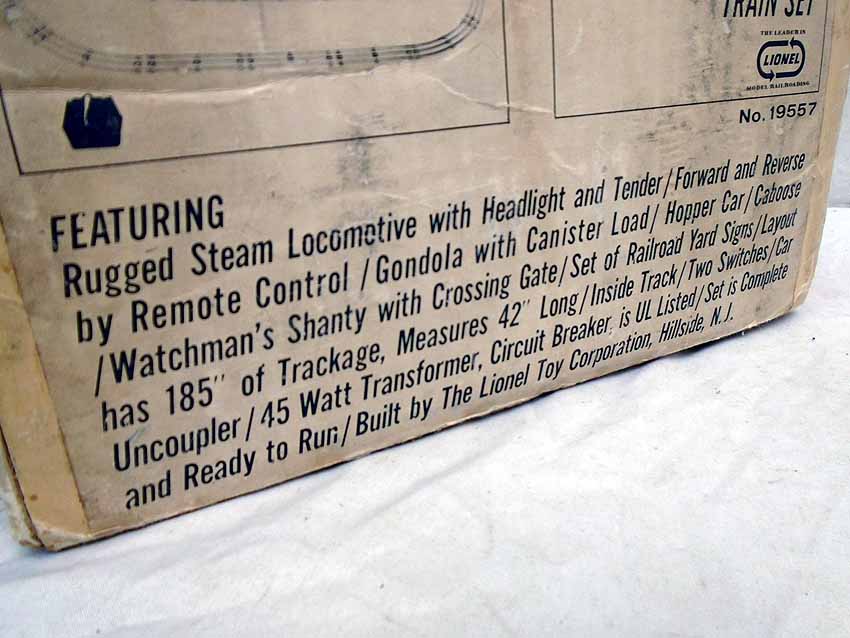 TRAIN SET
THE LEADER IN
LIONEL
MODEL RAILROADING
No. 19557
FEATURING
Rugged Steam Locomotive with Headlight and Tender/Forward and Reverse
by Remote Control/Gondola with Canister Load/Hopper Car/Caboose
/Watchman's Shanty with Crossing Gate/Set of Railroad Yard Signs/Layout
has 185" of Trackage, Measures 42" Long/Inside Track/Two Switches/Car
Uncoupler/45 Watt Transformer, Circuit Breaker, is UL Listed/Set is Complete
and Ready to Run/Built by The Lionel Toy Corporation, Hillside, N.J.